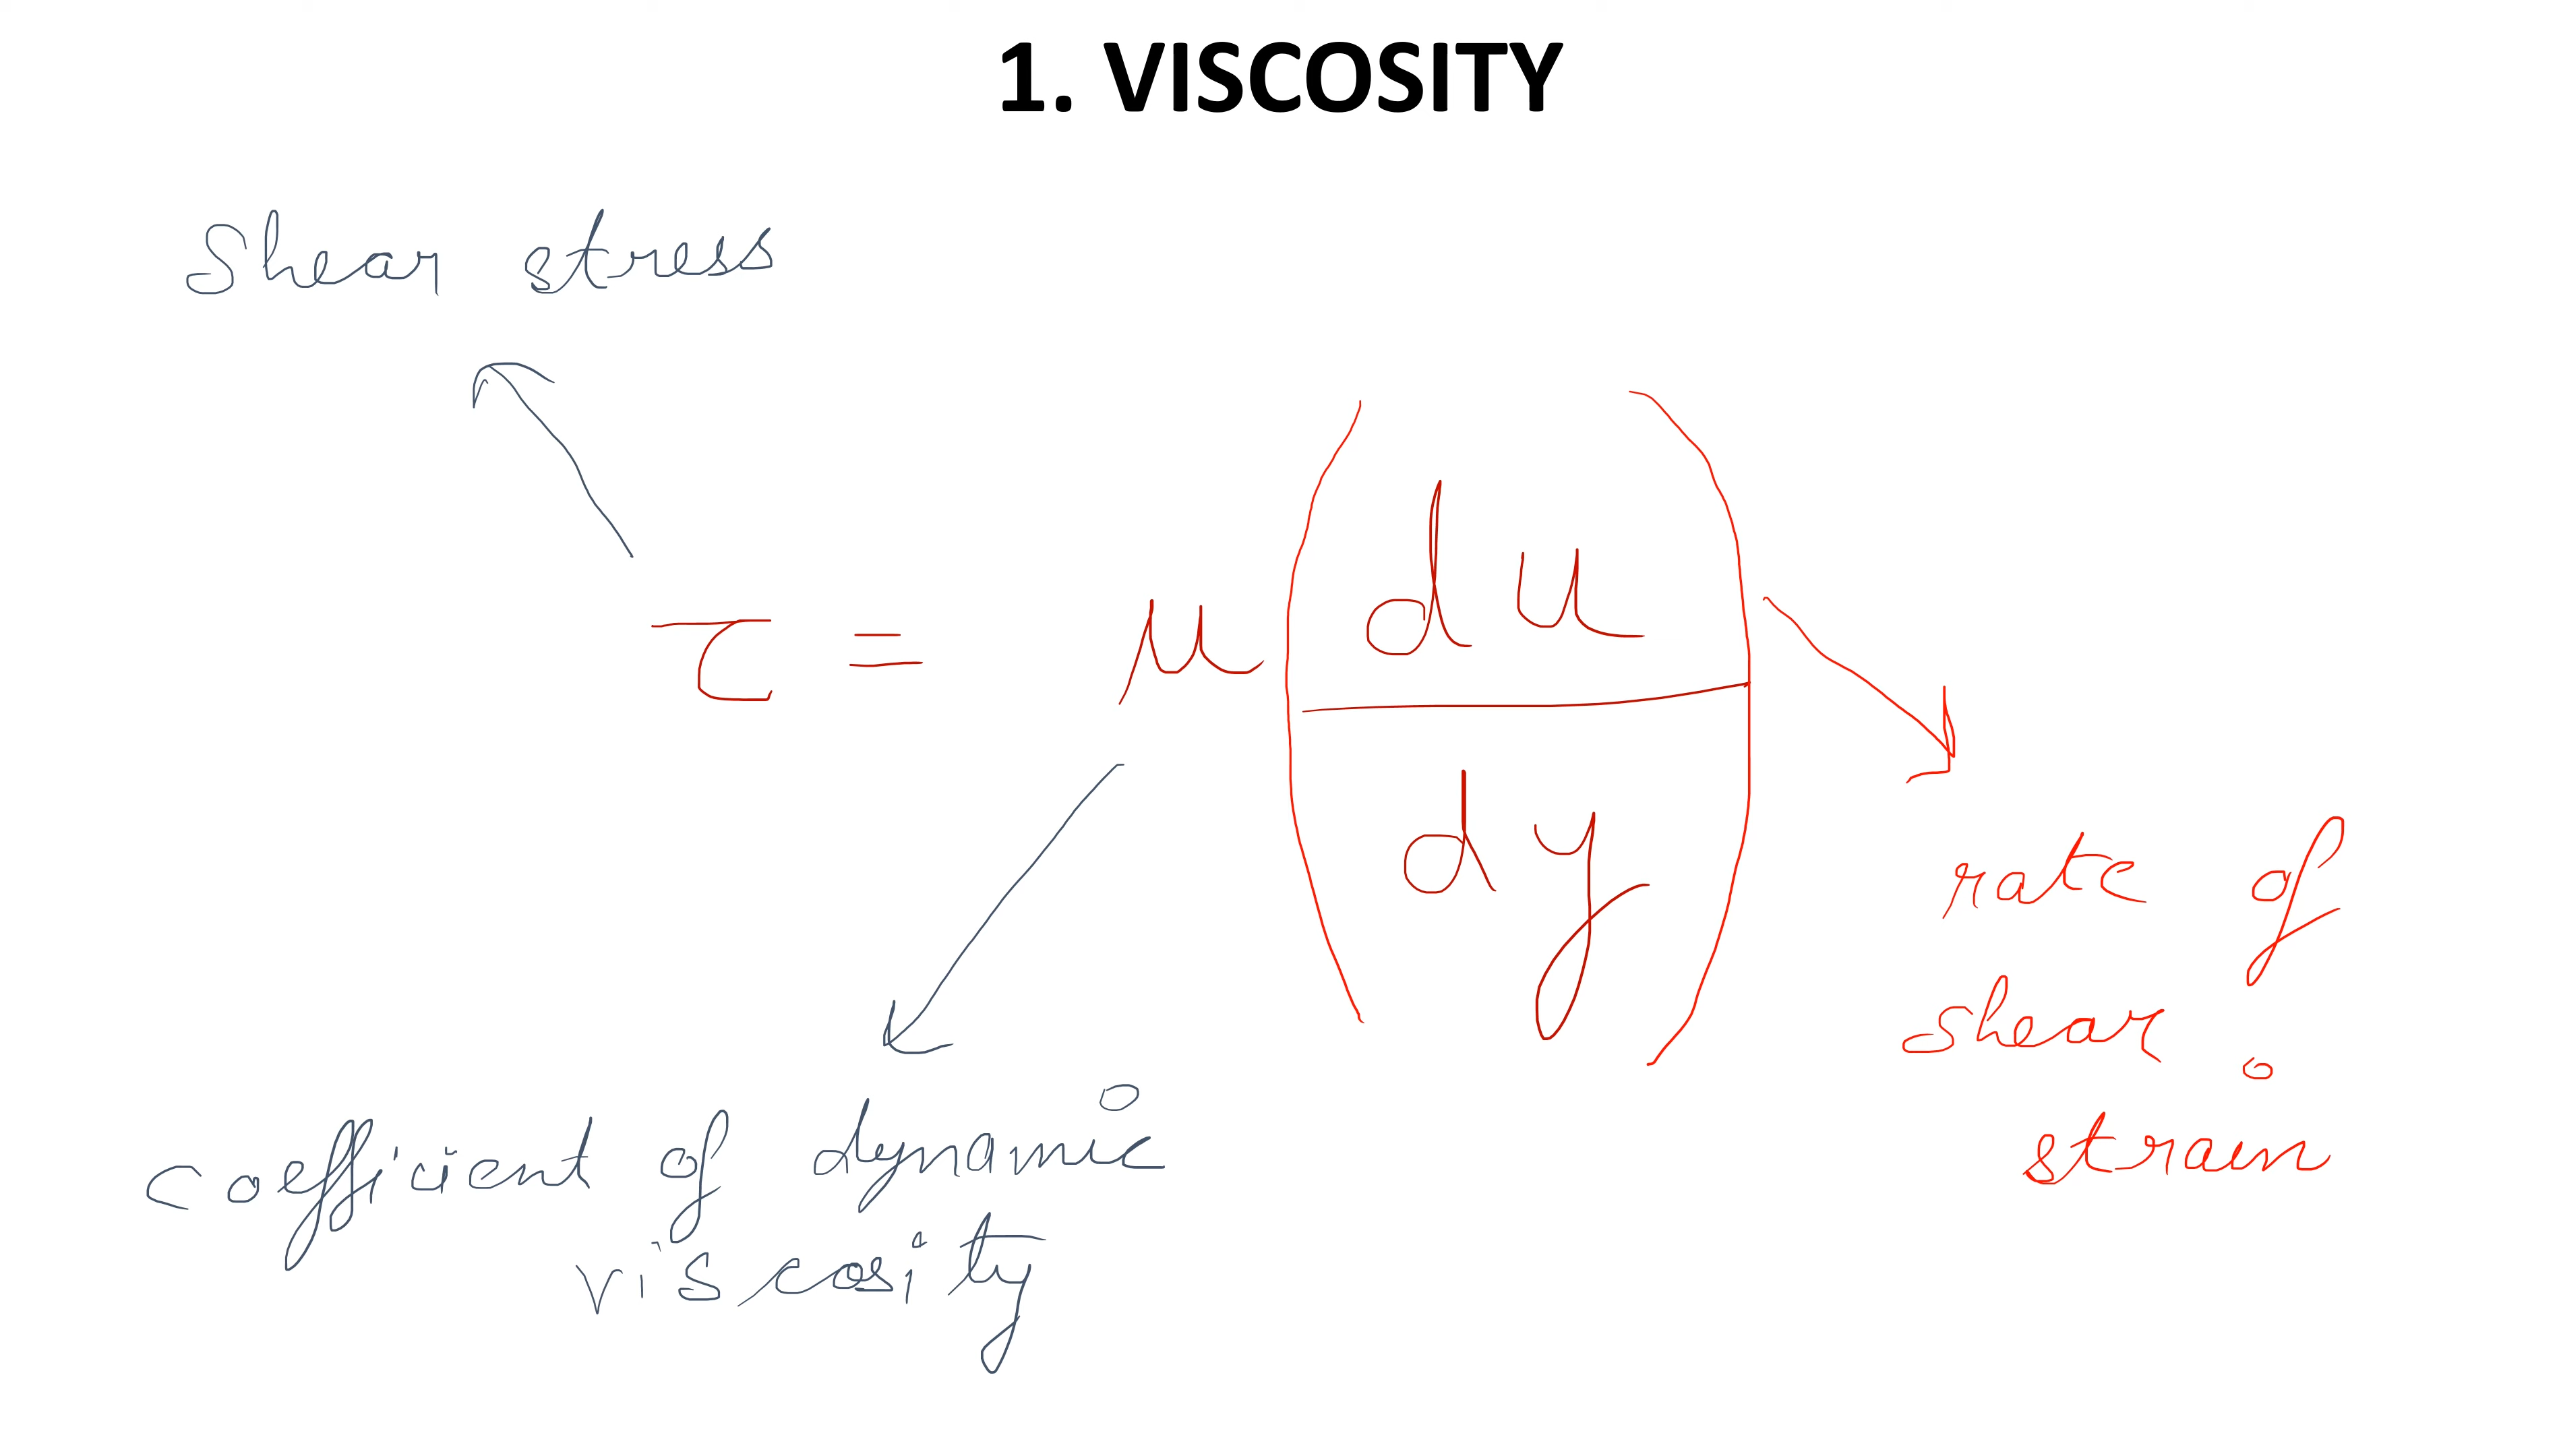 1. VISCOSITY
Shear stress
τ = μ (du/dy)
rate of
shear
strain
coefficient of dynamic
viscosity